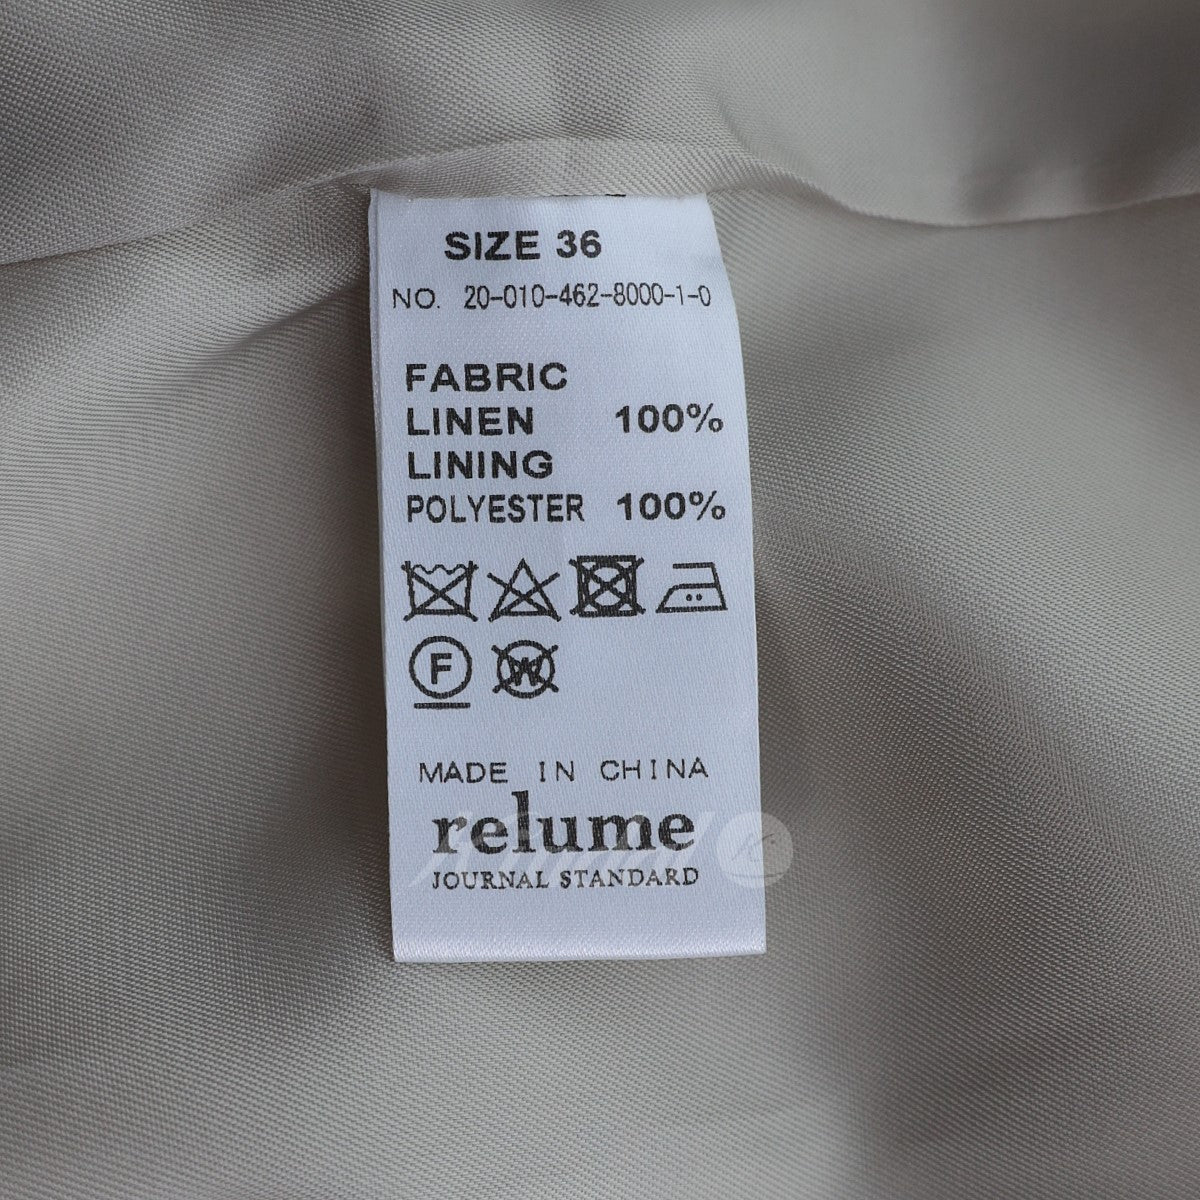 SIZE 36
NO. 20-010-462-8000-1-0
FABRIC
LINEN 100%
LINING
POLYESTER 100%
F W
MADE IN CHINA
relume
JOURNAL STANDARD